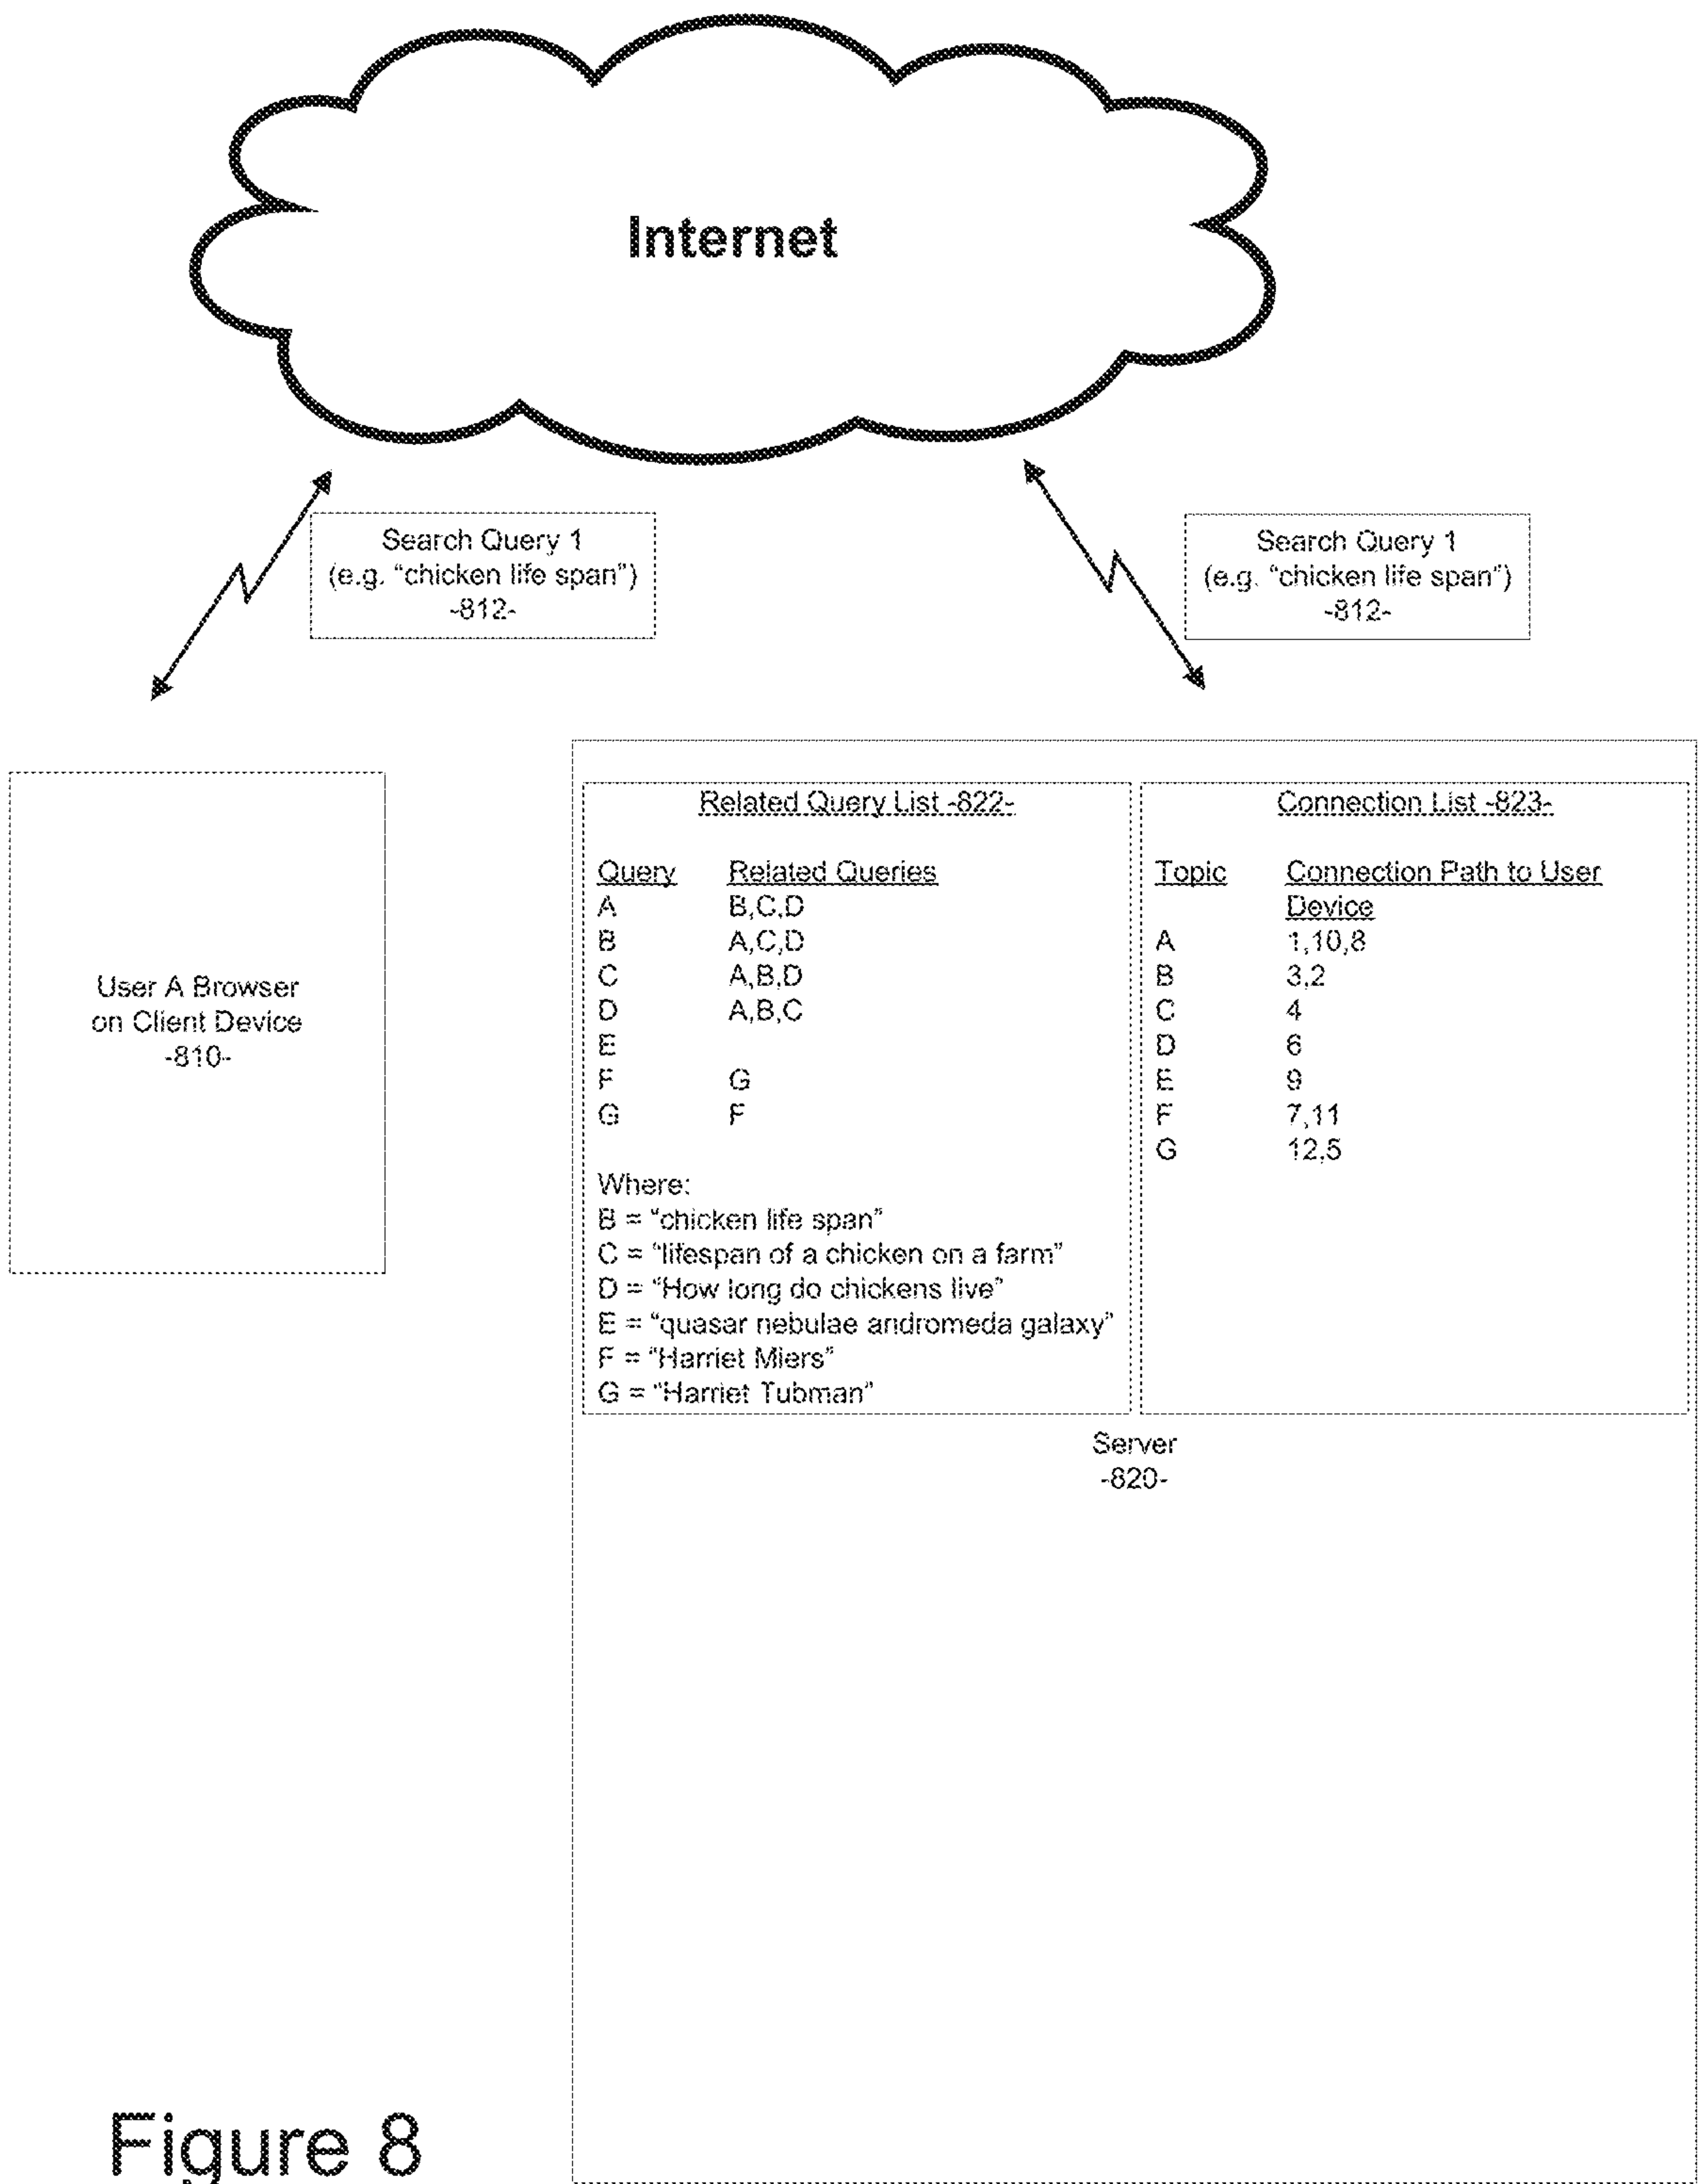 Internet
Search Query 1
(e.g. “chicken life span”)
-812-
Search Query 1
(e.g. “chicken life span”)
-812-
User A Browser
on Client Device
-810-
Related Query List -822-
Query Related Queries
A B,C,D
B A,C,D
C A,B,D
D A,B,C
E
F G
G F
Where:
B = “chicken life span”
C = “lifespan of a chicken on a farm”
D = “How long do chickens live”
E = “quasar nebulae andromeda galaxy”
F = “Harriet Miers”
G = “Harriet Tubman”
Connection List -823-
Topic Connection Path to User
Device
A 1,10,8
B 3,2
C 4
D 6
E 9
F 7,11
G 12,5
Server
-820-
Figure 8